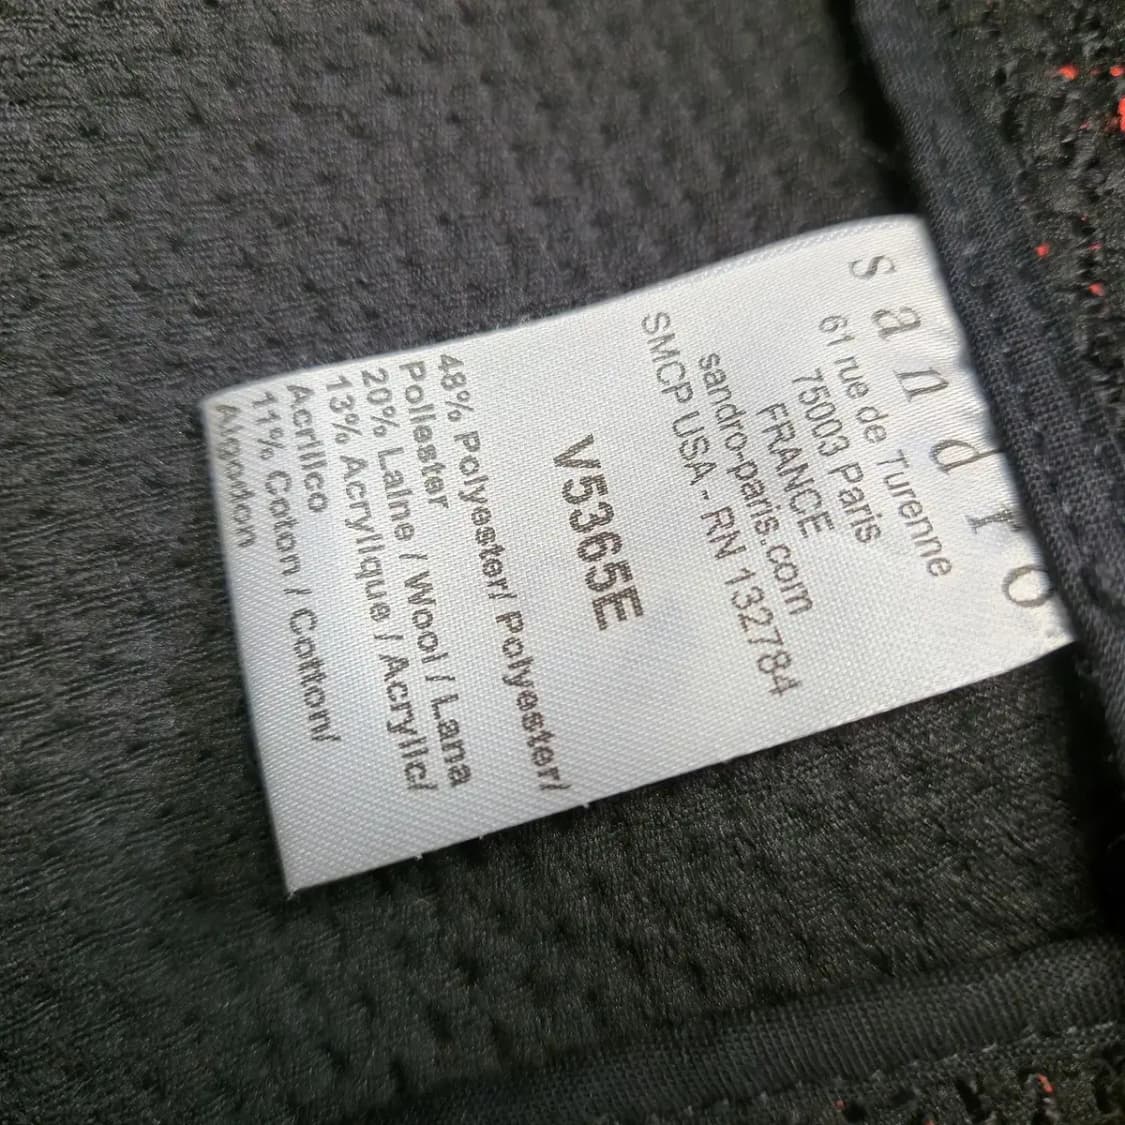 sandro
61 rue de Turenne
75003 Paris
FRANCE
sandro-paris.com
SMCP USA - RN 132784
V5365E
48% Polyester/ Polyester/
Poliester
20% Laine / Wool / Lana
13% Acrylique / Acrylic/
Acrilico
11% Coton / Cotton/
Algodon